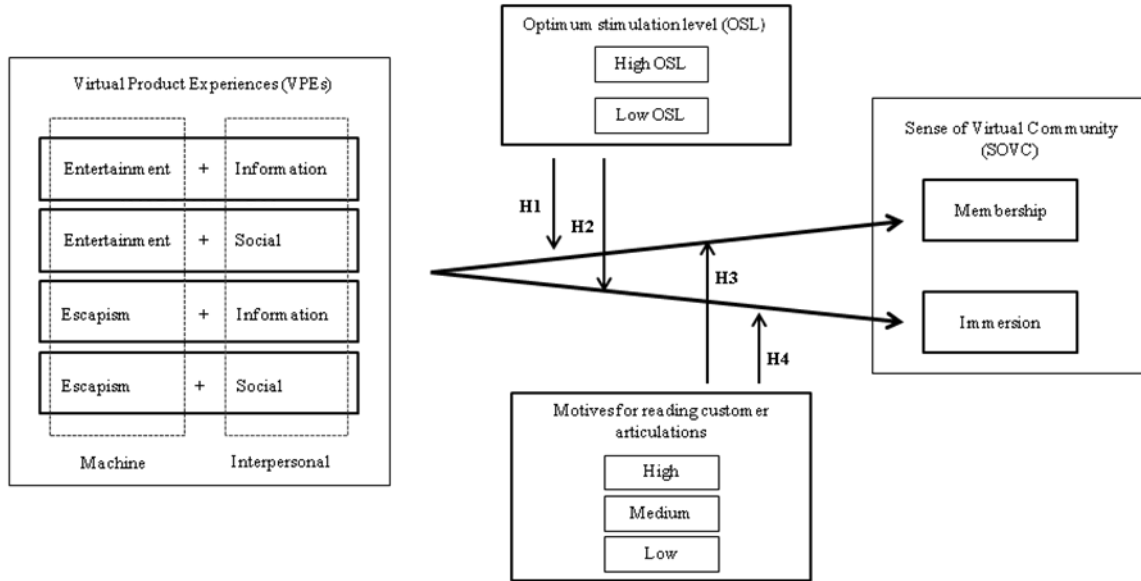 Virtual Product Experiences (VPEs)
Entertainment + Information
Entertainment + Social
Escapism + Information
Escapism + Social
Machine Interpersonal
Optimum stimulation level (OSL)
High OSL
Low OSL
H1
H2
H3
H4
Motives for reading customer
articulations
High
Medium
Low
Sense of Virtual Community
(SOVC)
Membership
Immersion